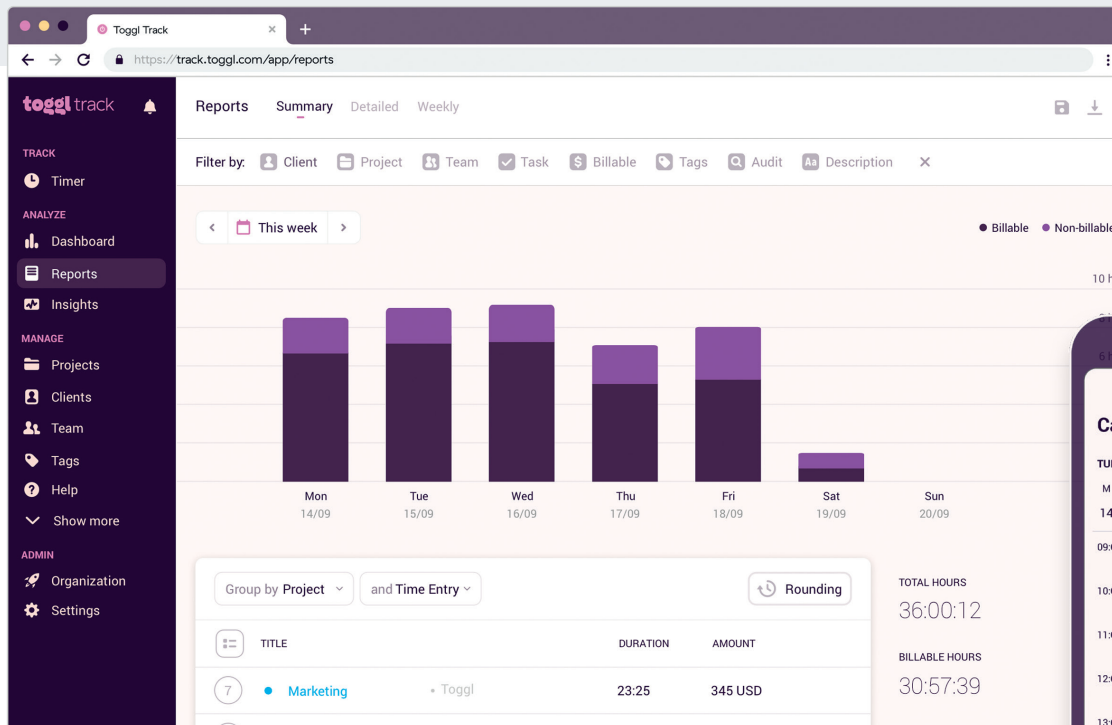 Toggl Track
https://track.toggl.com/app/reports
toggl track
TRACK
Timer
ANALYZE
Dashboard
Reports
Insights
MANAGE
Projects
Clients
Team
Tags
Help
Show more
ADMIN
Organization
Settings
Reports Summary Detailed Weekly
Filter by: Client Project Team Task $ Billable Tags Audit Aa Description
This week
Billable Non-billable
10 h
6 h
Mon Tue Wed Thu Fri Sat Sun
14/09 15/09 16/09 17/09 18/09 19/09 20/09
Group by Project and Time Entry Rounding
TITLE DURATION AMOUNT
7 Marketing • Toggl 23:25 345 USD
TOTAL HOURS
36:00:12
BILLABLE HOURS
30:57:39
M
14